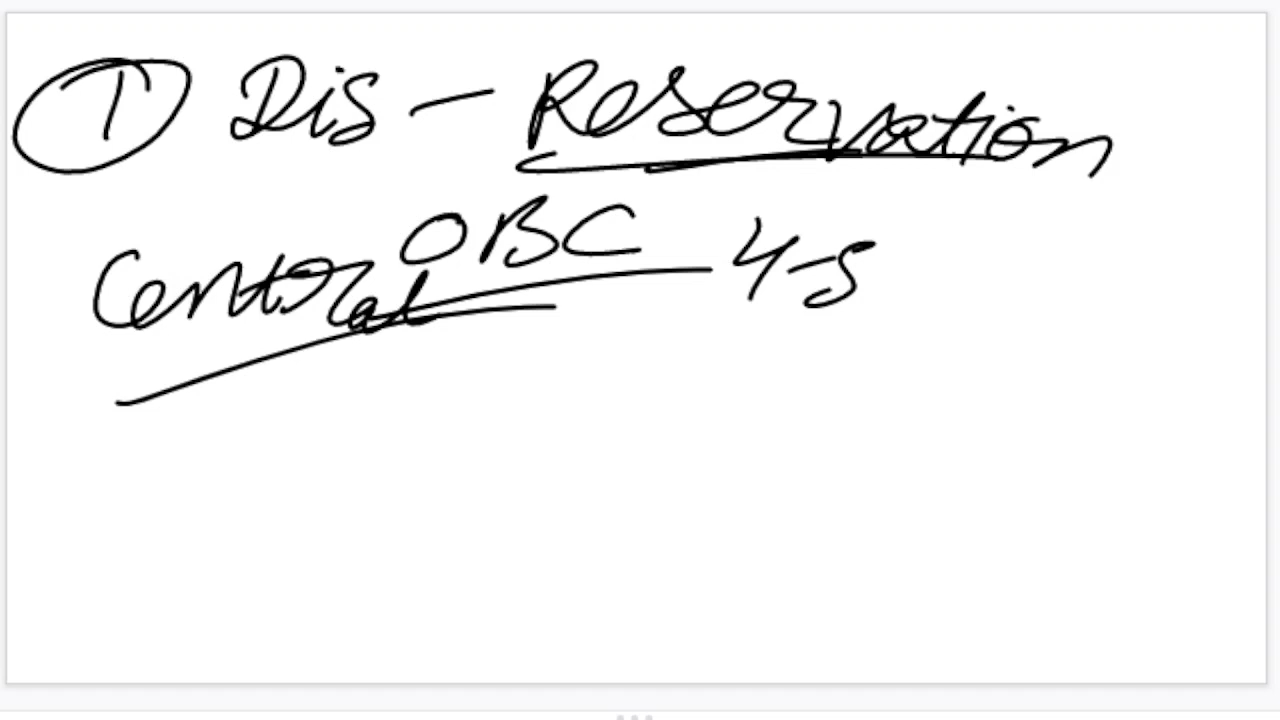 ① Dis - Reservation
Central OBC 4-5